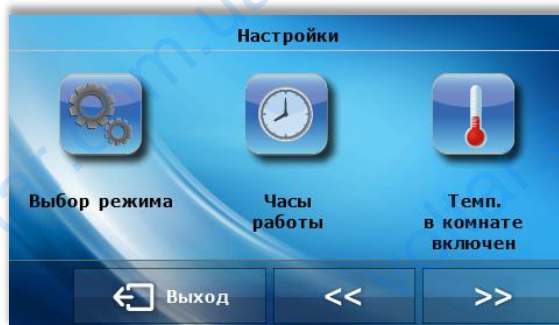 Настройки
Выбор режима
Часы
работы
Темп.
в комнате
включен
Выход
<<
>>